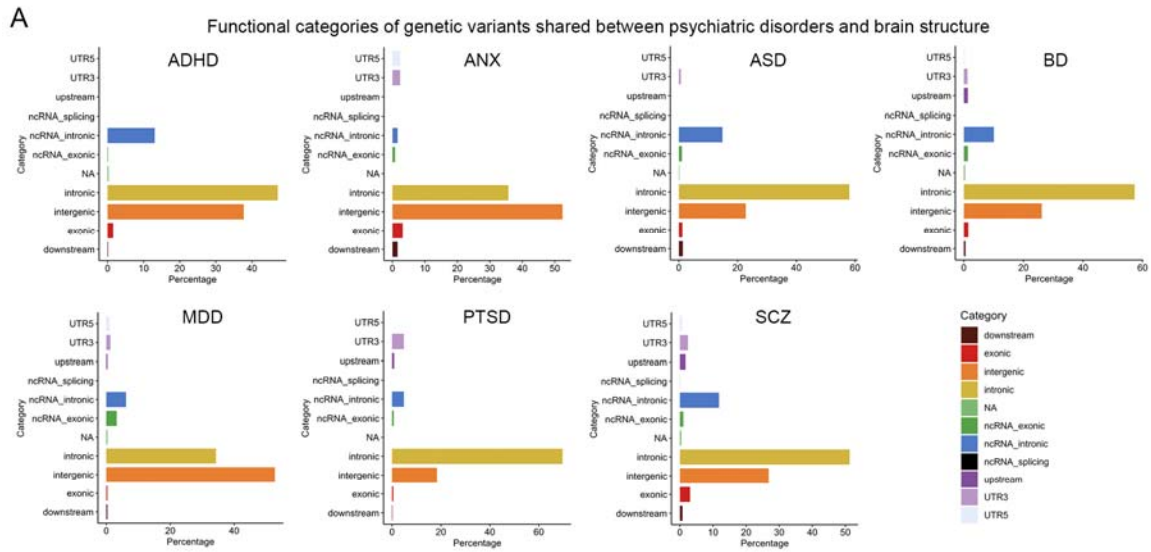 A
Functional categories of genetic variants shared between psychiatric disorders and brain structure
ADHD
UTR5
UTR3
upstream
ncRNA_splicing
ncRNA_intronic
ncRNA_exonic
NA
intronic
intergenic
exonic
downstream
Category
0 10 20 30 40
Percentage
ANX
UTR5
UTR3
upstream
ncRNA_splicing
ncRNA_intronic
ncRNA_exonic
NA
intronic
intergenic
exonic
downstream
Category
0 10 20 30 40 50
Percentage
ASD
UTR5
UTR3
upstream
ncRNA_splicing
ncRNA_intronic
ncRNA_exonic
NA
intronic
intergenic
exonic
downstream
Category
0 20 40 60
Percentage
BD
UTR5
UTR3
upstream
ncRNA_splicing
ncRNA_intronic
ncRNA_exonic
NA
intronic
intergenic
exonic
downstream
Category
0 20 40 60
Percentage
MDD
UTR5
UTR3
upstream
ncRNA_splicing
ncRNA_intronic
ncRNA_exonic
NA
intronic
intergenic
exonic
downstream
Category
0 20 40
Percentage
PTSD
UTR5
UTR3
upstream
ncRNA_splicing
ncRNA_intronic
ncRNA_exonic
NA
intronic
intergenic
exonic
downstream
Category
0 20 40 60
Percentage
SCZ
UTR5
UTR3
upstream
ncRNA_splicing
ncRNA_intronic
ncRNA_exonic
NA
intronic
intergenic
exonic
downstream
Category
0 10 20 30 40 50
Percentage
Category
downstream
exonic
intergenic
intronic
NA
ncRNA_exonic
ncRNA_intronic
ncRNA_splicing
upstream
UTR3
UTR5